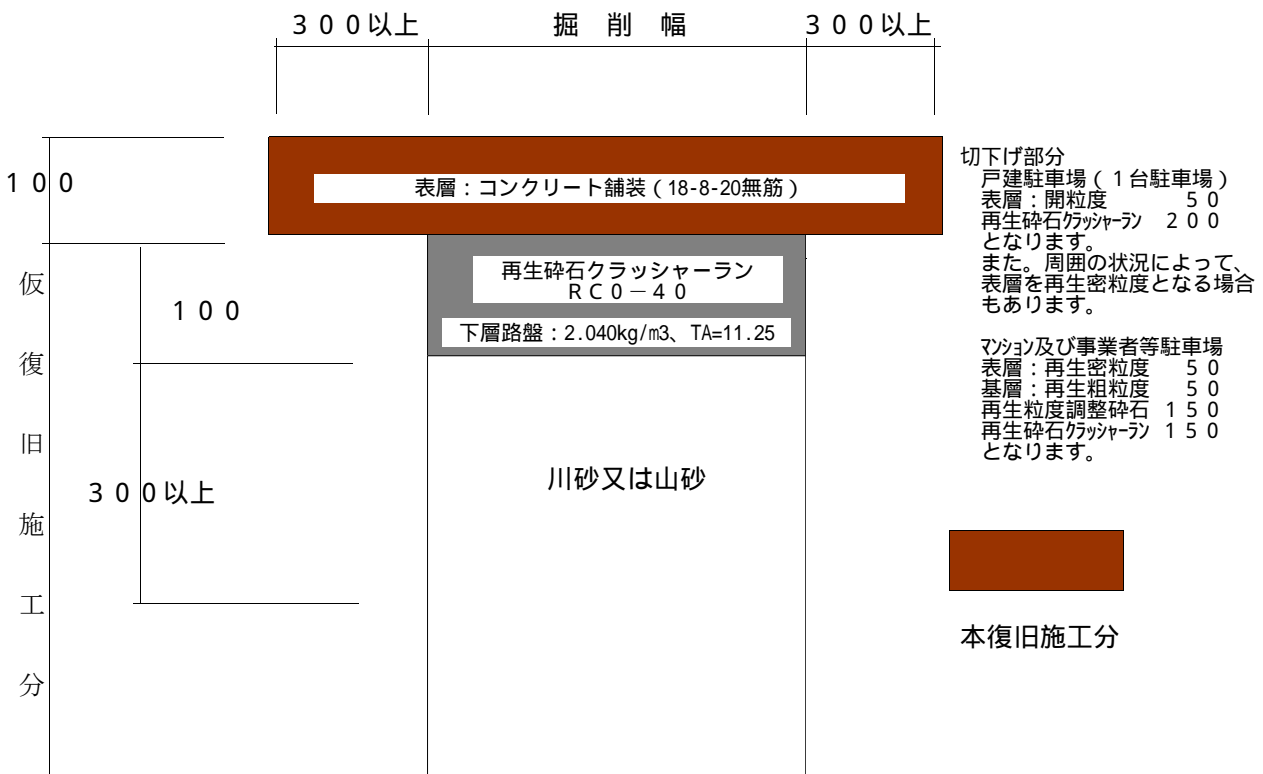 ３００以上 掘 削 幅 ３００以上
１００
表層：コンクリート舗装（18-8-20無筋）
再生砕石クラッシャーラン
ＲＣ０－４０
１００
下層路盤：2.040kg/m3、TA=11.25
３００以上
川砂又は山砂
仮復旧施工分
切下げ部分
戸建駐車場（１台駐車場）
表層：開粒度 ５０
再生砕石ｸﾗｯｼｬｰﾗﾝ ２００
となります。
また。周囲の状況によって、
表層を再生密粒度となる場合
もあります。
ﾏﾝｼｮﾝ及び事業者等駐車場
表層：再生密粒度 ５０
基層：再生粗粒度 ５０
再生粒度調整砕石 １５０
再生砕石ｸﾗｯｼｬｰﾗﾝ １５０
となります。
本復旧施工分